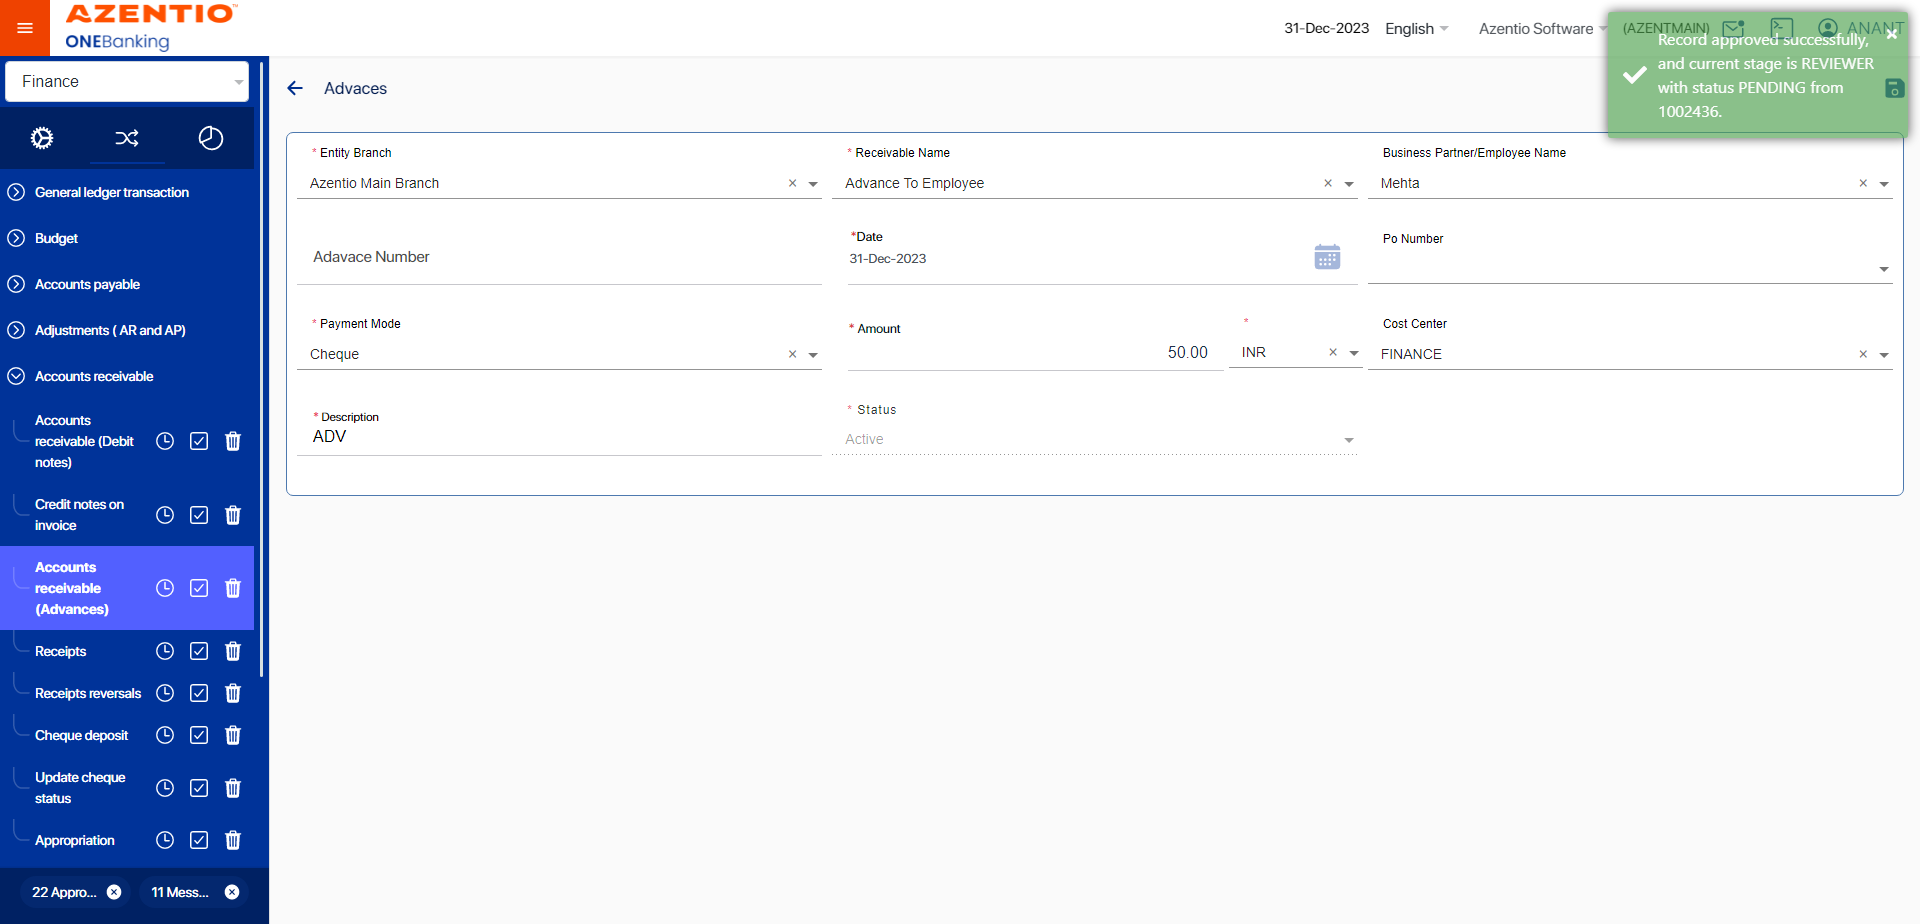 AZENTIO
ONEBanking
31-Dec-2023
English
Azentio Software
(AZENTMAIN)
ANANT
Record approved successfully,
and current stage is REVIEWER
with status PENDING from
1002436.
Finance
Advaces
General ledger transaction
Budget
Accounts payable
Adjustments ( AR and AP)
Accounts receivable
Accounts
receivable (Debit
notes)
Credit notes on
invoice
Accounts
receivable
(Advances)
Receipts
Receipts reversals
Cheque deposit
Update cheque
status
Appropriation
22 Appro...
11 Mess...
* Entity Branch
Azentio Main Branch
* Receivable Name
Advance To Employee
Business Partner/Employee Name
Mehta
Adavace Number
*Date
31-Dec-2023
Po Number
* Payment Mode
Cheque
* Amount
50.00
*
INR
Cost Center
FINANCE
* Description
ADV
* Status
Active